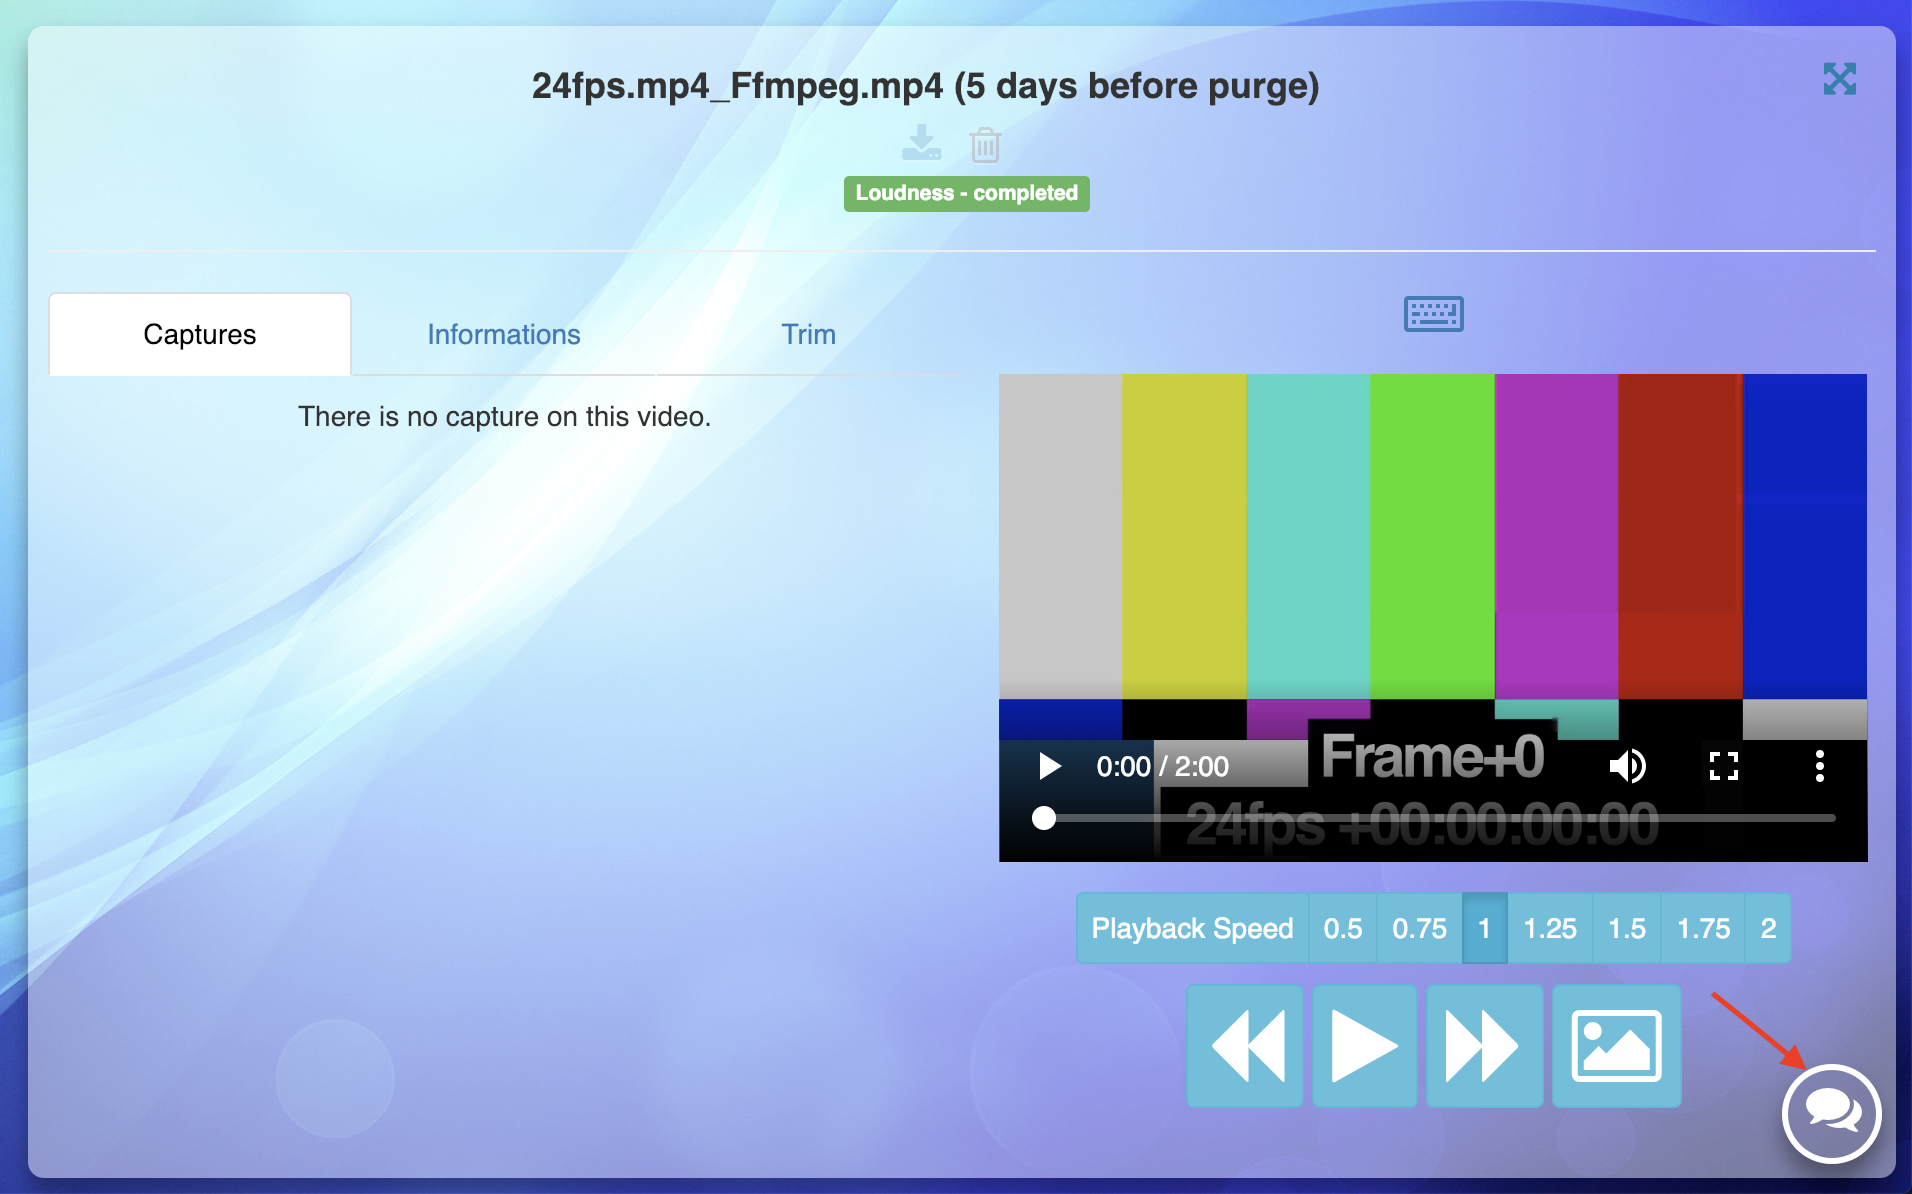 24fps.mp4_Ffmpeg.mp4 (5 days before purge)
Loudness - completed
Captures
Informations
Trim
There is no capture on this video.
Frame+0
0:00 / 2:00
24fps +00:00:00:00
Playback Speed 0.5 0.75 1 1.25 1.5 1.75 2